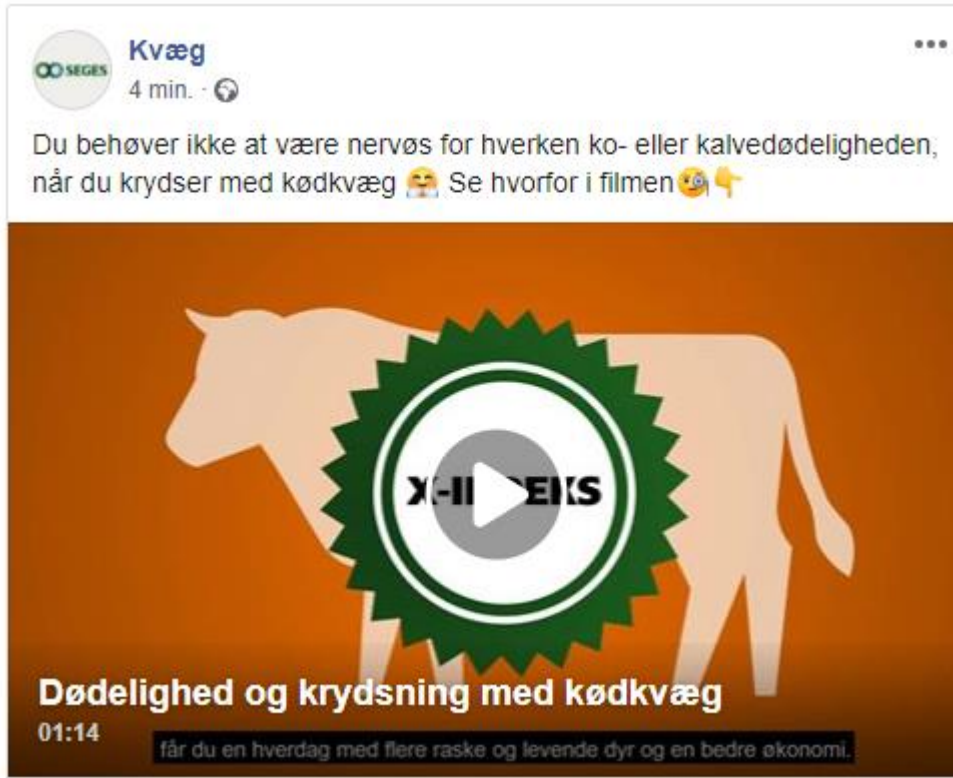 SEGES
Kvæg
4 min.
Du behøver ikke at være nervøs for hverken ko- eller kalvedødeligheden,
når du krydser med kødkvæg 😤 Se hvorfor i filmen🧐👇
Dødelighed og krydsning med kødkvæg
01:14
får du en hverdag med flere raske og levende dyr og en bedre økonomi.